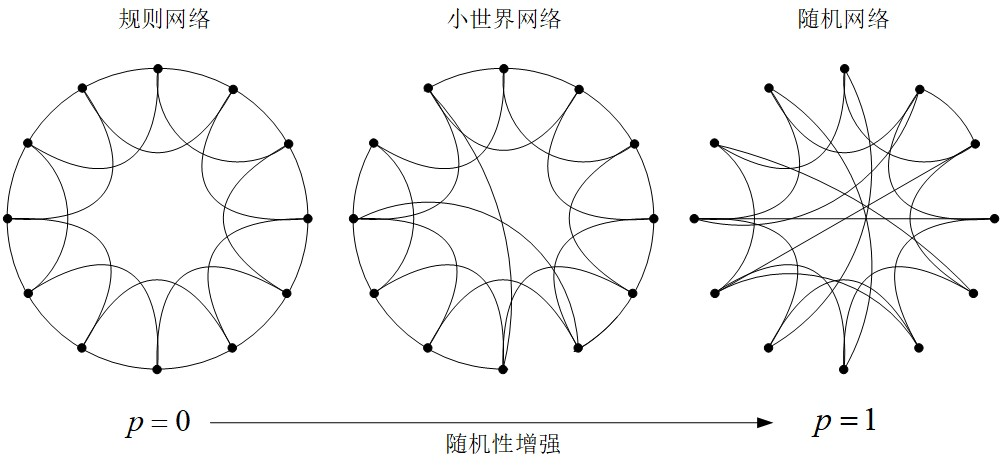 规则网络
小世界网络
随机网络
p = 0
p = 1
随机性增强